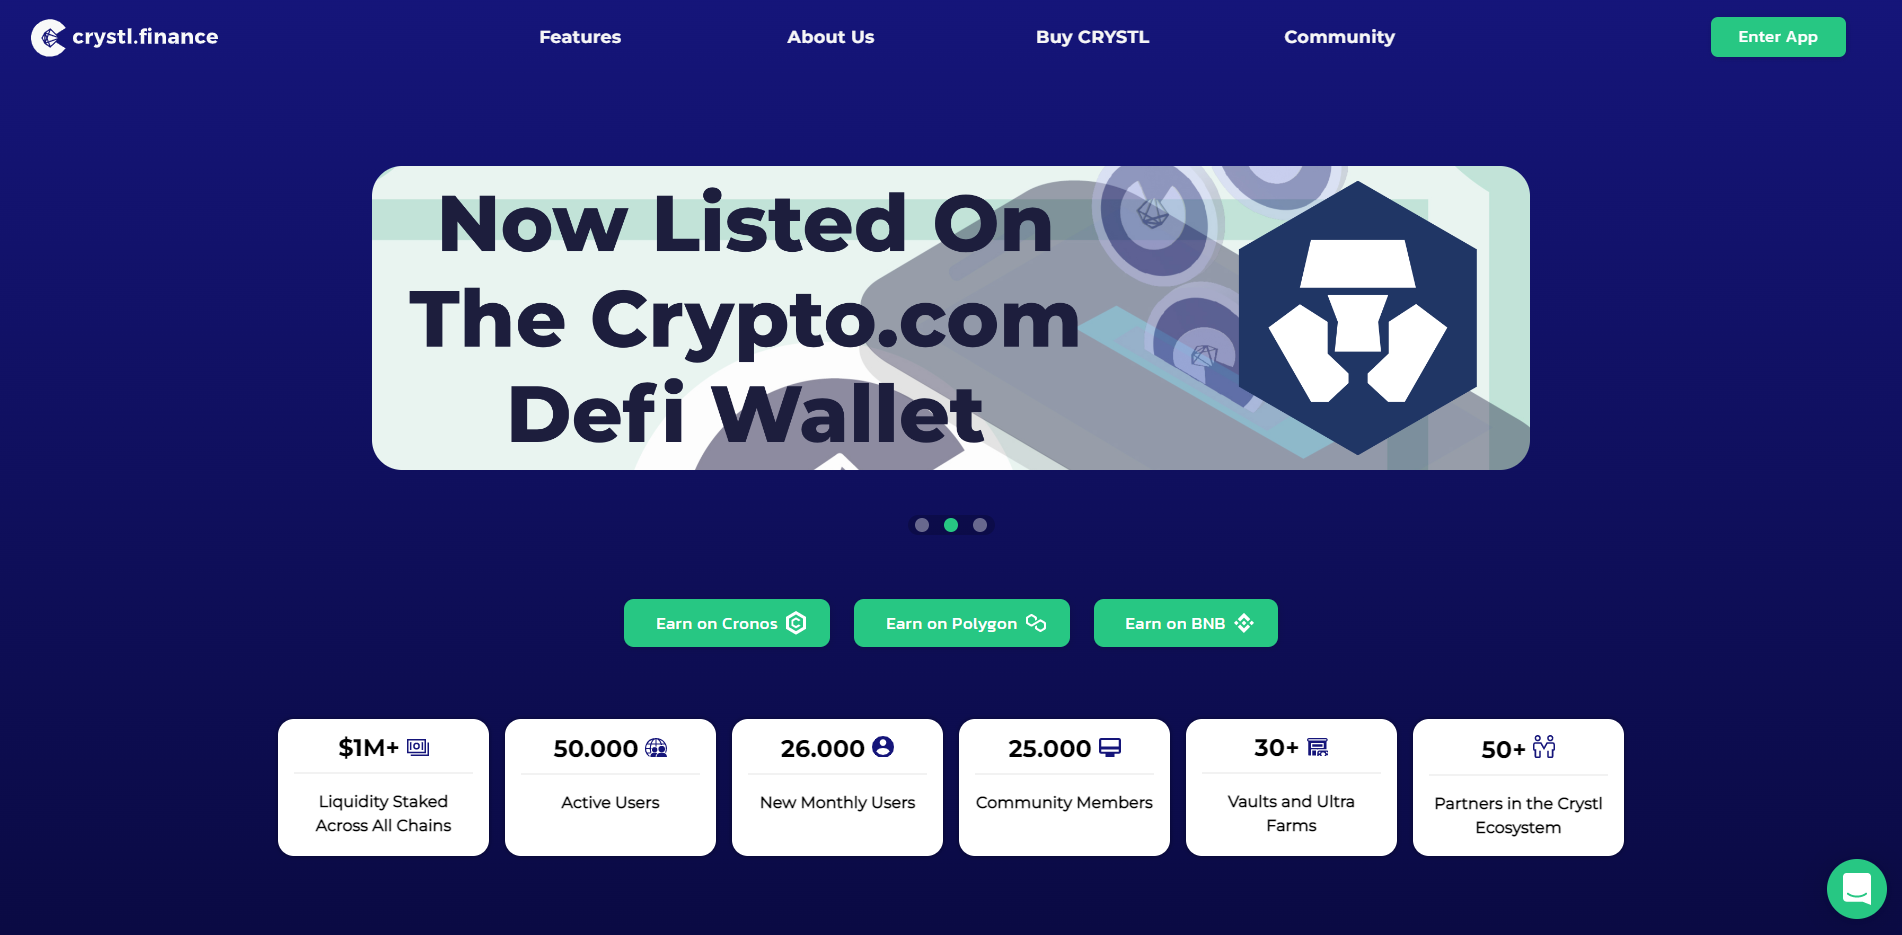 crystl.finance
Features
About Us
Buy CRYSTL
Community
Enter App
Now Listed On
The Crypto.com
Defi Wallet
Earn on Cronos
Earn on Polygon
Earn on BNB
$1M+
Liquidity Staked
Across All Chains
50.000
Active Users
26.000
New Monthly Users
25.000
Community Members
30+
Vaults and Ultra
Farms
50+
Partners in the Crystl
Ecosystem